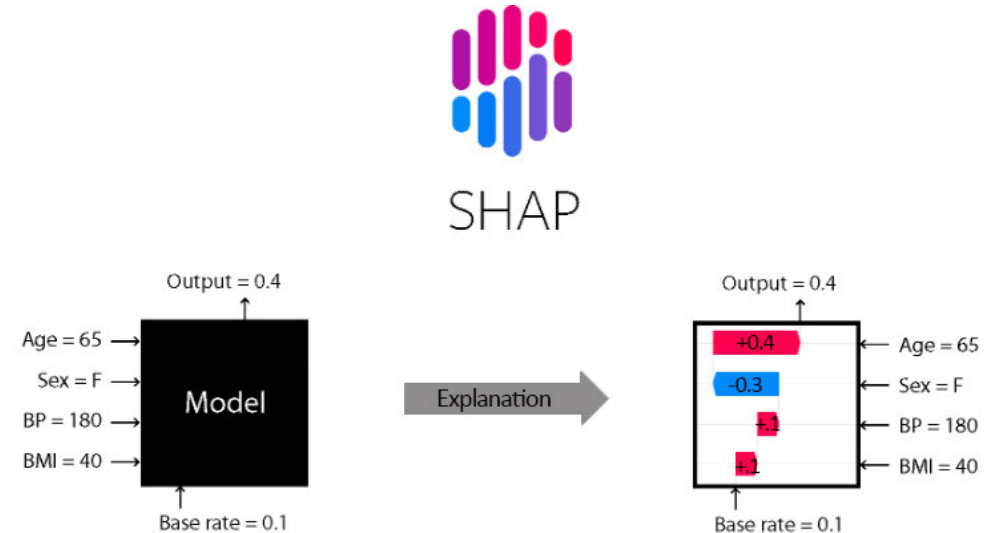 SHAP
Output = 0.4
Age = 65
Sex = F
BP = 180
BMI = 40
Model
Base rate = 0.1
Explanation
Output = 0.4
+0.4
Age = 65
-0.3
Sex = F
+.1
BP = 180
+.1
BMI = 40
Base rate = 0.1